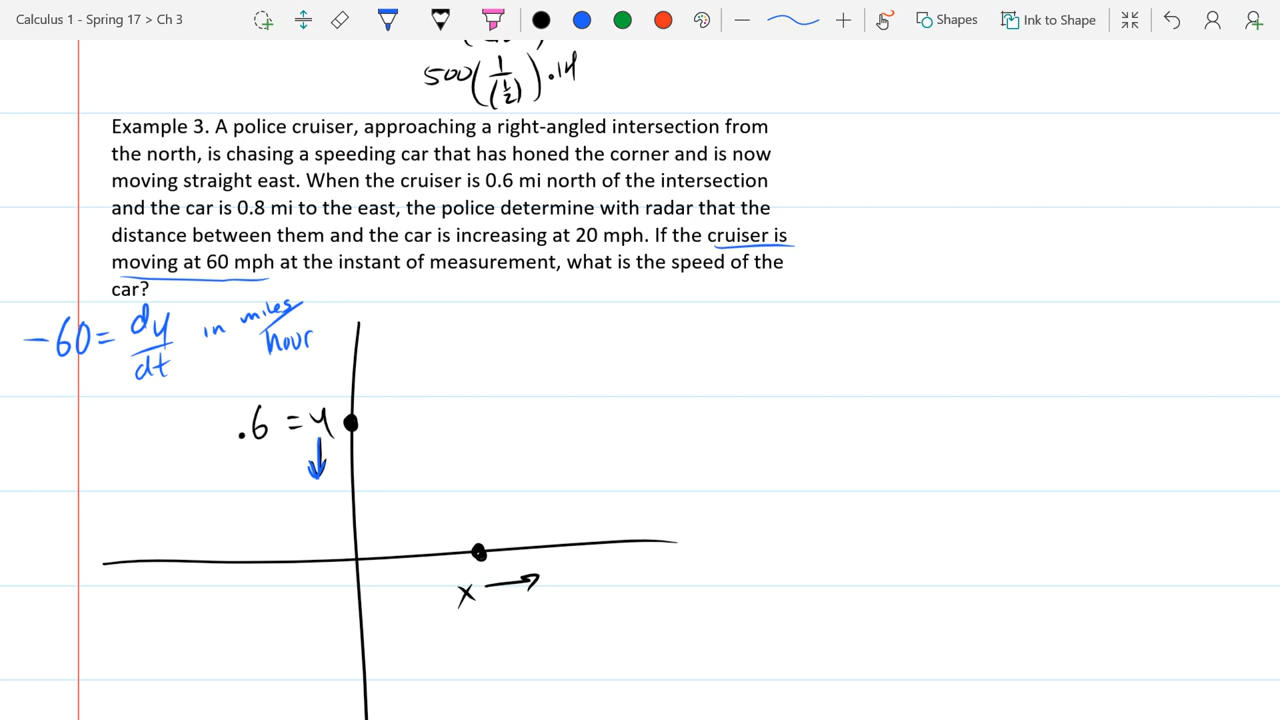 Calculus 1 - Spring 17 > Ch 3
Shapes
Ink to Shape
500(1/(1/2)) .14
Example 3. A police cruiser, approaching a right-angled intersection from
the north, is chasing a speeding car that has honed the corner and is now
moving straight east. When the cruiser is 0.6 mi north of the intersection
and the car is 0.8 mi to the east, the police determine with radar that the
distance between them and the car is increasing at 20 mph. If the cruiser is
moving at 60 mph at the instant of measurement, what is the speed of the
car?
-60 = dy/dt in miles/hour
.6 = y
x